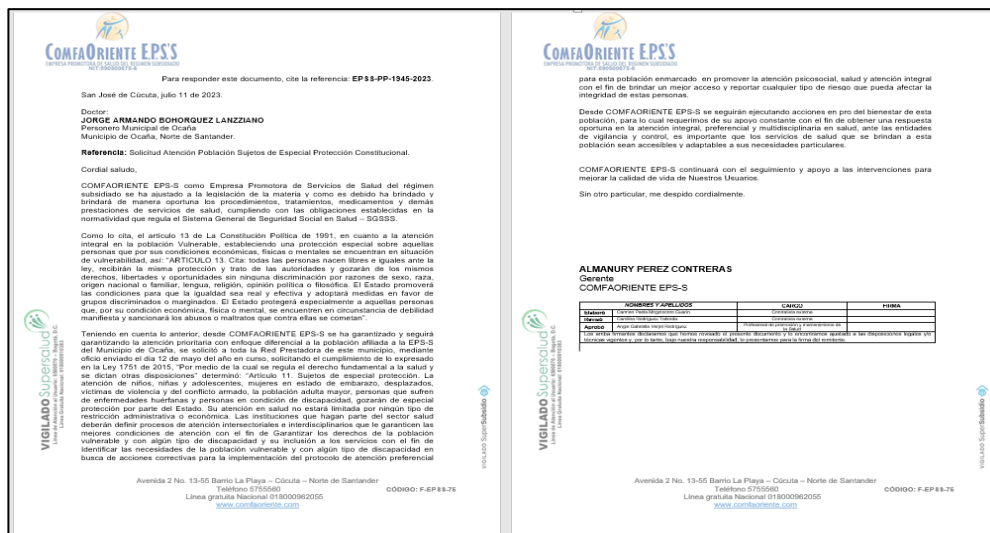 COMFAORIENTE E.P.S'S
EMPRESA PROMOTORA DE SALUD DEL RÉGIMEN SUBSIDIADO
Para responder este documento, cite la referencia: EPSS-PP-1945-2023.
San José de Cúcuta, julio 11 de 2023.
Doctor:
JORGE ARMANDO BOHORQUEZ LANZZIANO
Personero Municipal de Ocaña
Municipio de Ocaña, Norte de Santander.
Referencia: Solicitud Atención Población Sujetos de Especial Protección Constitucional.
Cordial saludo,
COMFAORIENTE EPS-S como Empresa Promotora de Servicios de Salud del régimen
subsidiado se ha ajustado a la legislación de la materia y como es debido ha brindado y
brindará de manera oportuna los procedimientos, tratamientos, medicamentos y demás
prestaciones de servicios de salud, cumpliendo con las obligaciones establecidas en la
normatividad que regula el Sistema General de Seguridad Social en Salud – SGSSS.
Como lo cita, el artículo 13 de La Constitución Política de 1991, en cuanto a la atención
integral en la población Vulnerable, estableciendo una protección especial sobre aquellas
personas que por sus condiciones económicas, físicas o mentales se encuentran en situación
de vulnerabilidad, así: "ARTICULO 13. Cita: todas las personas nacen libres e iguales ante la
ley, recibirán la misma protección y trato de las autoridades y gozarán de los mismos
derechos, libertades y oportunidades sin ninguna discriminación por razones de sexo, raza,
origen nacional o familiar, lengua, religión, opinión política o filosófica. El Estado promoverá
las condiciones para que la igualdad sea real y efectiva y adoptará medidas en favor de
grupos discriminados o marginados. El Estado protegerá especialmente a aquellas personas
que, por su condición económica, física o mental, se encuentren en circunstancia de debilidad
manifiesta y sancionará los abusos o maltratos que contra ellas se cometan".
Teniendo en cuenta lo anterior, desde COMFAORIENTE EPS-S se ha garantizado y seguirá
garantizando la atención prioritaria con enfoque diferencial a la población afiliada a la EPS-S
del Municipio de Ocaña, se solicitó a toda la Red Prestadora de este municipio, mediante
oficio enviado el día 12 de mayo del año en curso, solicitando el cumplimiento de lo expresado
en la Ley 1751 de 2015, "Por medio de la cual se regula el derecho fundamental a la salud y
se dictan otras disposiciones" determinó: "Artículo 11. Sujetos de especial protección. La
atención de niños, niñas y adolescentes, mujeres en estado de embarazo, desplazados,
víctimas de violencia y del conflicto armado, la población adulta mayor, personas que sufren
de enfermedades huérfanas y personas en condición de discapacidad, gozarán de especial
protección por parte del Estado. Su atención en salud no estará limitada por ningún tipo de
restricción administrativa o económica. Las instituciones que hagan parte del sector salud
deberán definir procesos de atención intersectoriales e interdisciplinarios que le garanticen las
mejores condiciones de atención con el fin de Garantizar los derechos de la población
vulnerable y con algún tipo de discapacidad y su inclusión a los servicios con el fin de
Identificar las necesidades de la población vulnerable y con algún tipo de discapacidad en
busca de acciones correctivas para la implementación del protocolo de atención preferencial
VIGILADO Supersalud
VIGILADO SuperSubsidio
Avenida 2 No. 13-55 Barrio La Playa – Cúcuta – Norte de Santander
Teléfono 5755560
Línea gratuita Nacional 018000962055
www.comfaoriente.com
CÓDIGO: F-EPSS-75
COMFAORIENTE E.P.S'S
EMPRESA PROMOTORA DE SALUD DEL RÉGIMEN SUBSIDIADO
para esta población enmarcado en promover la atención psicosocial, salud y atención integral
con el fin de brindar un mejor acceso y reportar cualquier tipo de riesgo que pueda afectar la
integridad de estas personas.
Desde COMFAORIENTE EPS-S se seguirán ejecutando acciones en pro del bienestar de esta
población, para lo cual requerimos de su apoyo constante con el fin de obtener una respuesta
oportuna en la atención integral, preferencial y multidisciplinaria en salud, ante las entidades
de vigilancia y control, es importante que los servicios de salud que se brindan a esta
población sean accesibles y adaptables a sus necesidades particulares.
COMFAORIENTE EPS-S continuará con el seguimiento y apoyo a las intervenciones para
mejorar la calidad de vida de Nuestros Usuarios.
Sin otro particular, me despido cordialmente.
ALMANURY PEREZ CONTRERAS
Gerente
COMFAORIENTE EPS-S
NOMBRES Y APELLIDOS CARGO FIRMA
Elaboró
Revisó
Aprobó
VIGILADO Supersalud
VIGILADO SuperSubsidio
Avenida 2 No. 13-55 Barrio La Playa – Cúcuta – Norte de Santander
Teléfono 5755560
Línea gratuita Nacional 018000962055
www.comfaoriente.com
CÓDIGO: F-EPSS-75